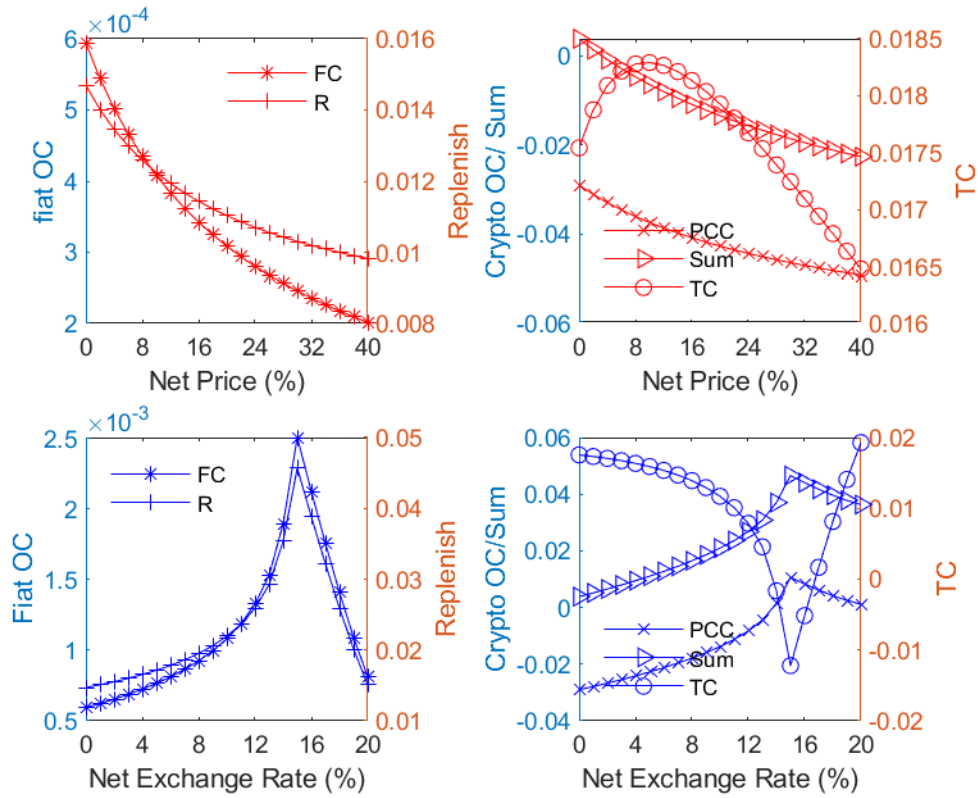 ×10⁻⁴
6
5
4
3
2
fiat OC
0.016
0.014
0.012
0.01
0.008
Replenish
FC
R
0 8 16 24 32 40
Net Price (%)
0
-0.02
-0.04
-0.06
Crypto OC/ Sum
0.0185
0.018
0.0175
0.017
0.0165
0.016
TC
PCC
Sum
TC
0 8 16 24 32 40
Net Price (%)
×10⁻³
2.5
2
1.5
1
0.5
Fiat OC
0.05
0.04
0.03
0.02
0.01
Replenish
FC
R
0 4 8 12 16 20
Net Exchange Rate (%)
0.06
0.04
0.02
0
-0.02
-0.04
Crypto OC/Sum
0.02
0.01
0
-0.01
-0.02
TC
PCC
Sum
TC
0 4 8 12 16 20
Net Exchange Rate (%)